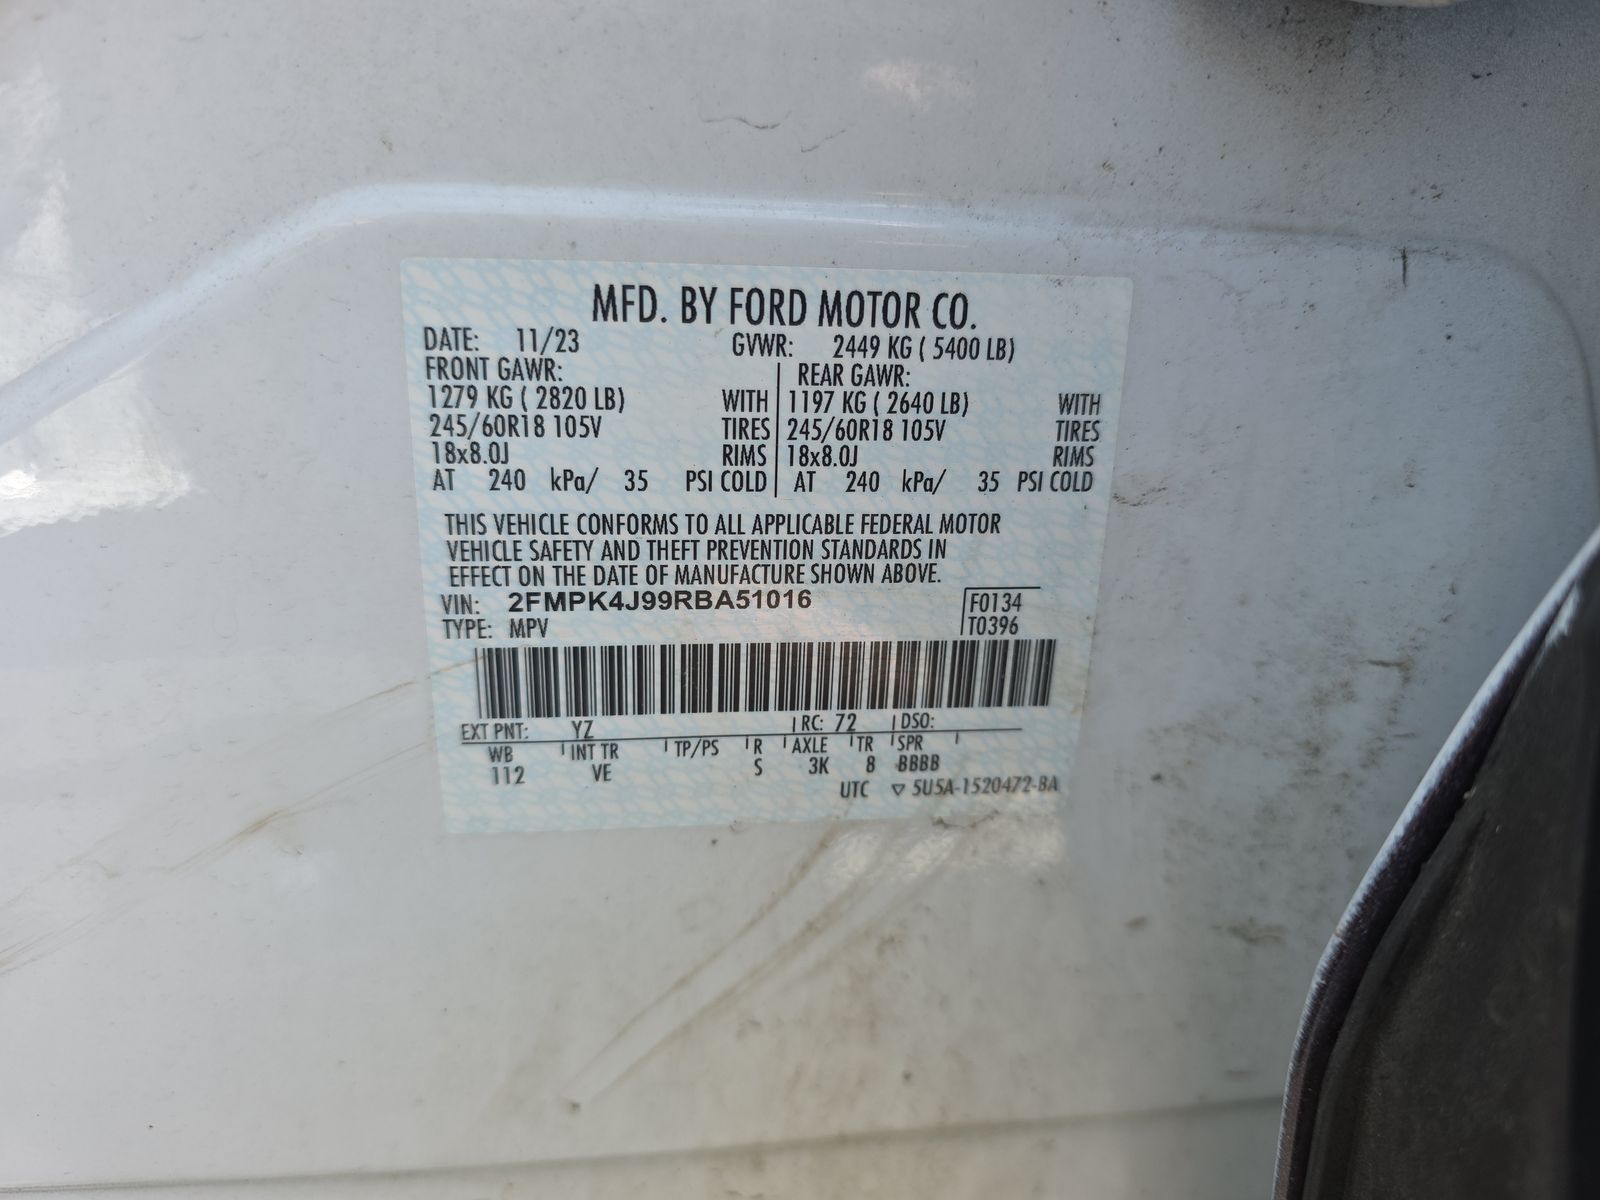 MFD. BY FORD MOTOR CO.
DATE: 11/23 GVWR: 2449 KG ( 5400 LB)
FRONT GAWR: REAR GAWR:
1279 KG ( 2820 LB) WITH 1197 KG ( 2640 LB) WITH
245/60R18 105V TIRES 245/60R18 105V TIRES
18x8.0J RIMS 18x8.0J RIMS
AT 240 kPa/ 35 PSI COLD AT 240 kPa/ 35 PSI COLD
THIS VEHICLE CONFORMS TO ALL APPLICABLE FEDERAL MOTOR
VEHICLE SAFETY AND THEFT PREVENTION STANDARDS IN
EFFECT ON THE DATE OF MANUFACTURE SHOWN ABOVE.
VIN: 2FMPK4J99RBA51016 F0134
TYPE: MPV T0396
EXT PNT: YZ RC: 72 DSO:
WB INT TR TP/PS R AXLE TR SPR
112 VE S 3K 8 BBBB
UTC ▽ 5U5A-1520472-BA